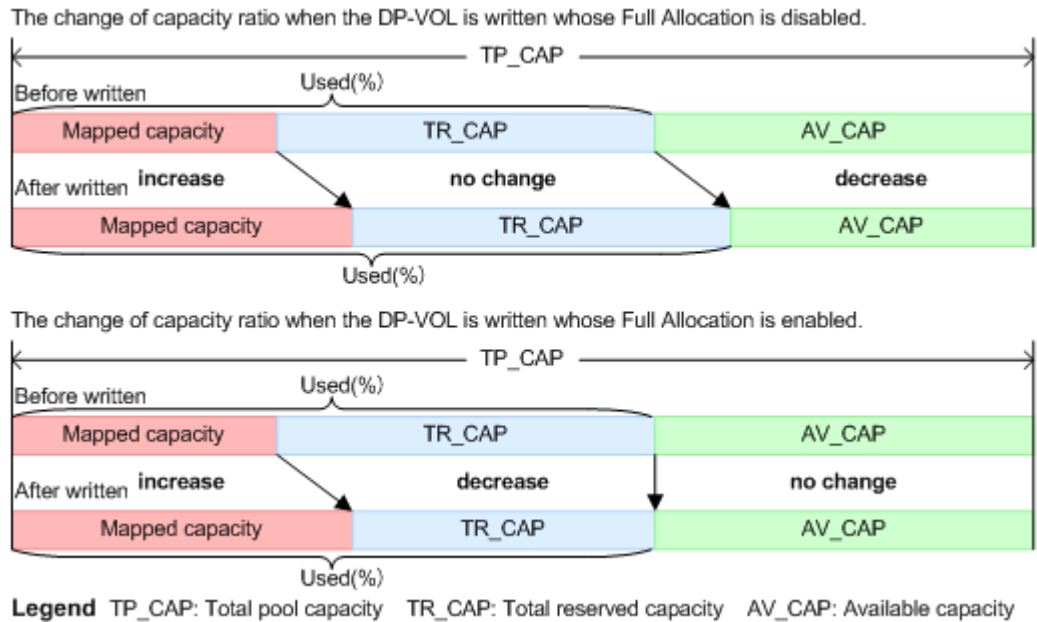 The change of capacity ratio when the DP-VOL is written whose Full Allocation is disabled.
TP_CAP
Before written
Used(%)
Mapped capacity TR_CAP AV_CAP
After written increase no change decrease
Mapped capacity TR_CAP AV_CAP
Used(%)
The change of capacity ratio when the DP-VOL is written whose Full Allocation is enabled.
TP_CAP
Before written
Used(%)
Mapped capacity TR_CAP AV_CAP
After written increase decrease no change
Mapped capacity TR_CAP AV_CAP
Used(%)
Legend TP_CAP: Total pool capacity TR_CAP: Total reserved capacity AV_CAP: Available capacity